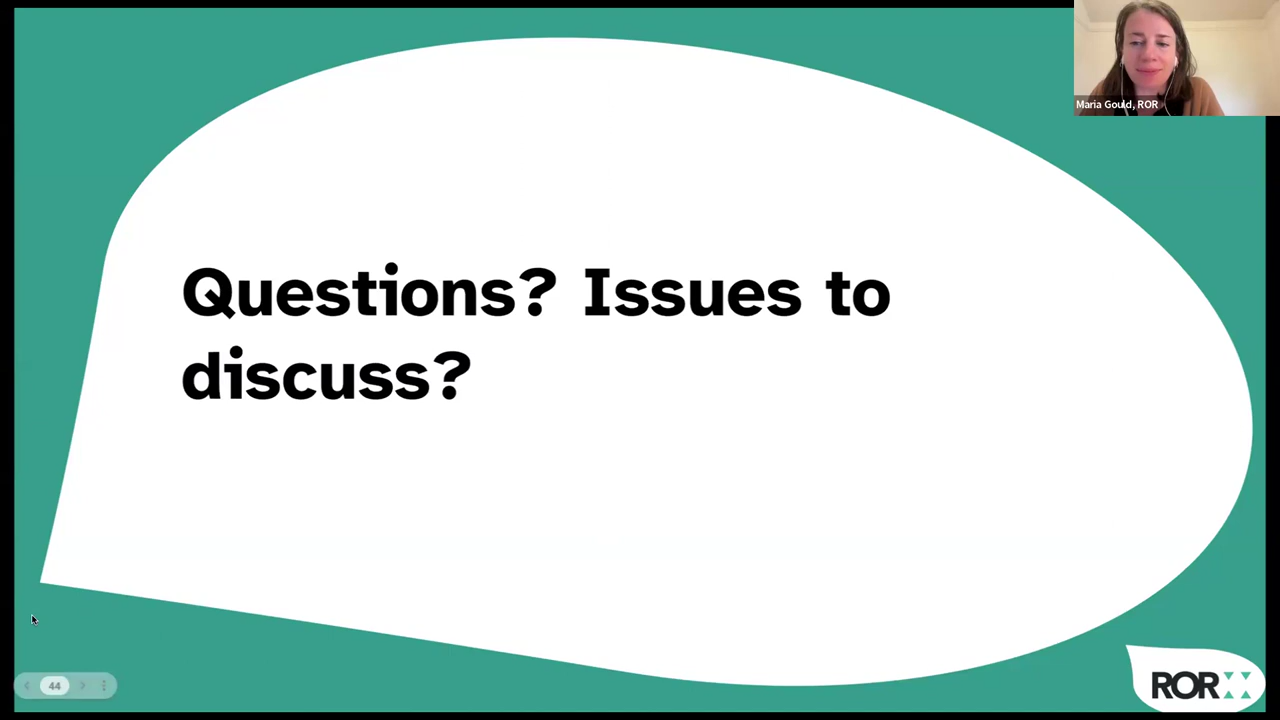 Maria Gould, ROR
Questions? Issues to
discuss?
44
ROR